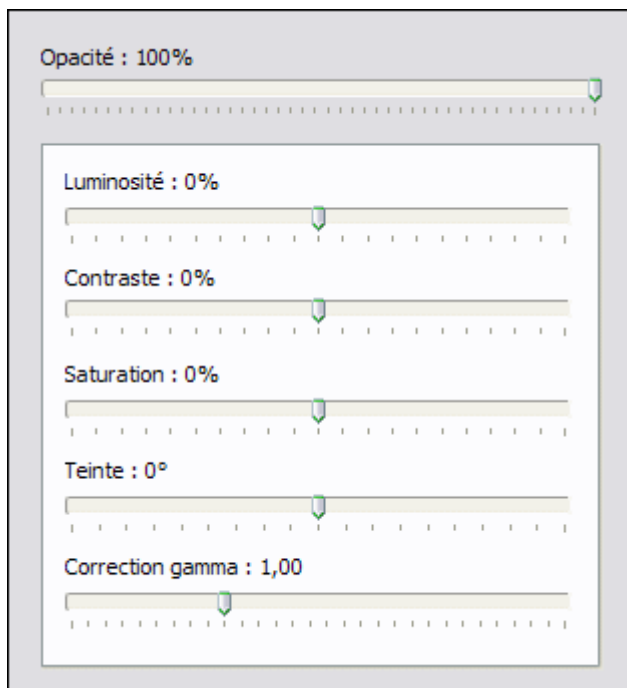 Opacité : 100%
Luminosité : 0%
Contraste : 0%
Saturation : 0%
Teinte : 0°
Correction gamma : 1,00